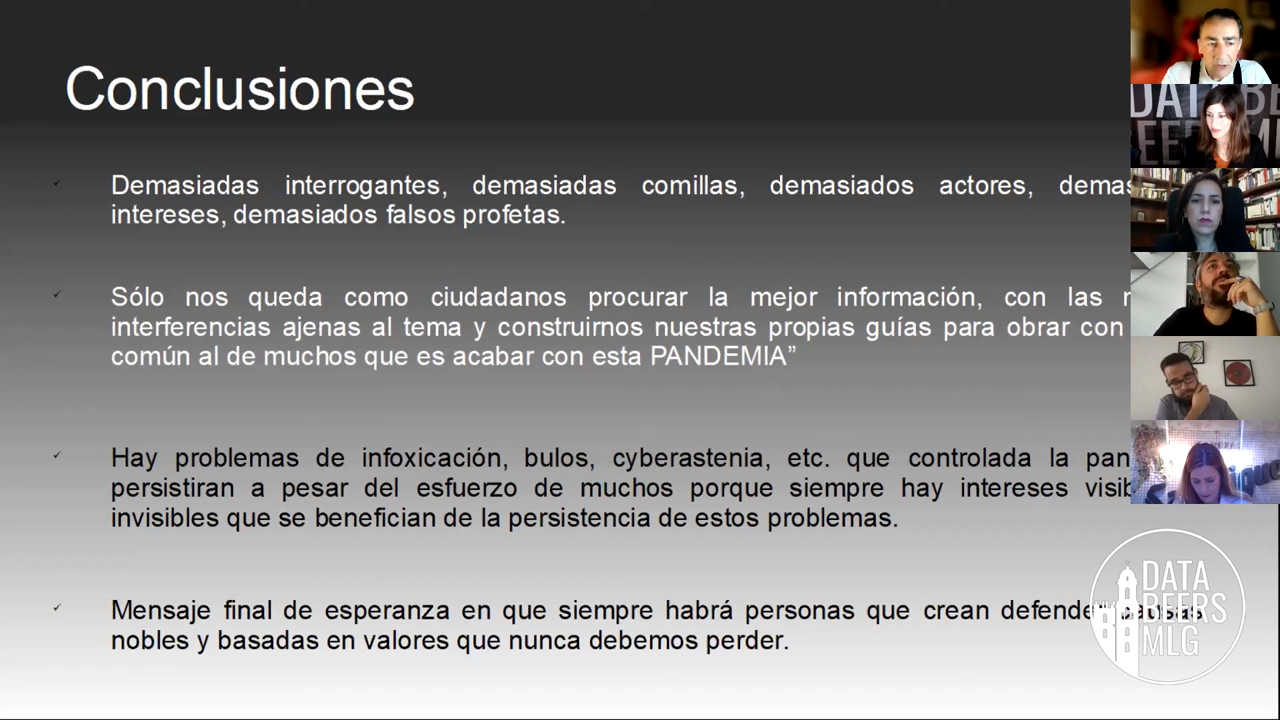 Conclusiones
Demasiadas interrogantes, demasiadas comillas, demasiados actores,
intereses, demasiados falsos profetas.
Sólo nos queda como ciudadanos procurar la mejor información, con las
interferencias ajenas al tema y construirnos nuestras propias guías para obrar con
común al de muchos que es acabar con esta PANDEMIA”
Hay problemas de infoxicación, bulos, cyberastenia, etc. que controlada la
persistiran a pesar del esfuerzo de muchos porque siempre hay intereses
invisibles que se benefician de la persistencia de estos problemas.
Mensaje final de esperanza en que siempre habrá personas que crean defender causas
nobles y basadas en valores que nunca debemos perder.
DATA
BEERS
MLG